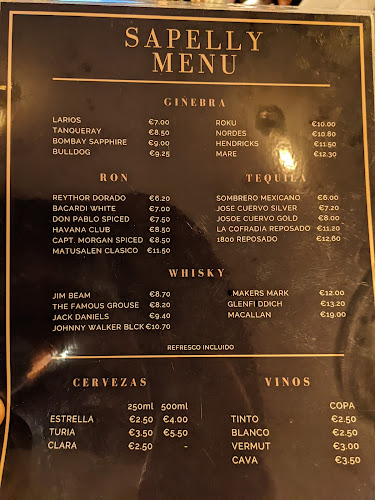 SAPELLY
MENU
GINEBRA
LARIOS €7.00
TANQUERAY €8.50
BOMBAY SAPPHIRE €9.00
BULLDOG €9.25
ROKU €10.00
NORDES €10.80
HENDRICKS €11.50
MARE €12.30
RON
REYTHOR DORADO €6.20
BACARDI WHITE €7.00
DON PABLO SPICED €7.50
HAVANA CLUB €8.50
CAPT. MORGAN SPICED €8.50
MATUSALEN CLASICO €11.50
TEQUILA
SOMBRERO MEXICANO €6.00
JOSE CUERVO SILVER €7.20
JOSOE CUERVO GOLD €8.00
LA COFRADIA REPOSADO €11.20
1800 REPOSADO €12.60
WHISKY
JIM BEAM €8.70
THE FAMOUS GROUSE €8.20
JACK DANIELS €9.40
JOHNNY WALKER BLCK €10.70
MAKERS MARK €12.00
GLENFI DDICH €13.20
MACALLAN €19.00
REFRESCO INCLUIDO
CERVEZAS
250ml 500ml
ESTRELLA €2.50 €4.00
TURIA €3.50 €5.50
CLARA €2.50 -
VINOS
COPA
TINTO €2.50
BLANCO €2.50
VERMUT €3.00
CAVA €3.50